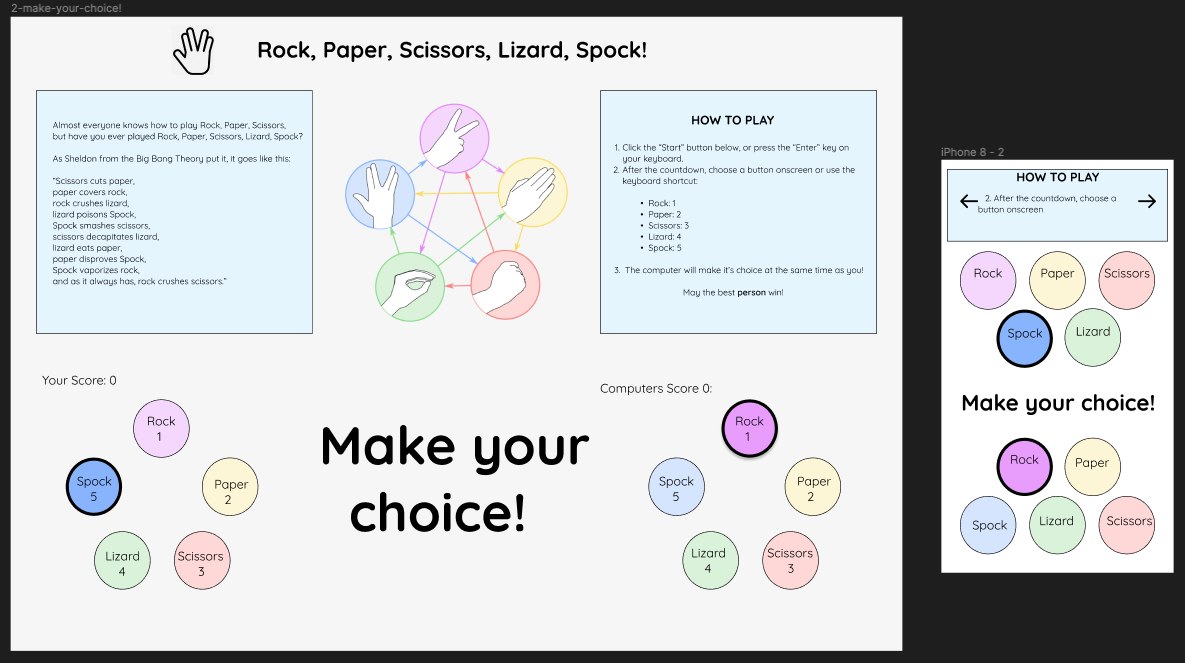 2-make-your-choice!
Rock, Paper, Scissors, Lizard, Spock!
Almost everyone knows how to play Rock, Paper, Scissors,
but have you ever played Rock, Paper, Scissors, Lizard, Spock?
As Sheldon from the Big Bang Theory put it, it goes like this:
"Scissors cuts paper,
paper covers rock,
rock crushes lizard,
lizard poisons Spock,
Spock smashes scissors,
scissors decapitates lizard,
lizard eats paper,
paper disproves Spock,
Spock vaporizes rock,
and as it always has, rock crushes scissors."
HOW TO PLAY
1. Click the "Start" button below, or press the "Enter" key on
your keyboard.
2. After the countdown, choose a button onscreen or use the
keyboard shortcut:
• Rock: 1
• Paper: 2
• Scissors: 3
• Lizard: 4
• Spock: 5
3. The computer will make it's choice at the same time as you!
May the best person win!
Your Score: 0
Rock
1
Spock
5
Paper
2
Lizard
4
Scissors
3
Make your
choice!
Computers Score 0:
Rock
1
Spock
5
Paper
2
Lizard
4
Scissors
3
iPhone 8 - 2
HOW TO PLAY
2. After the countdown, choose a
button onscreen
Rock
Paper
Scissors
Spock
Lizard
Make your choice!
Rock
Paper
Spock
Lizard
Scissors